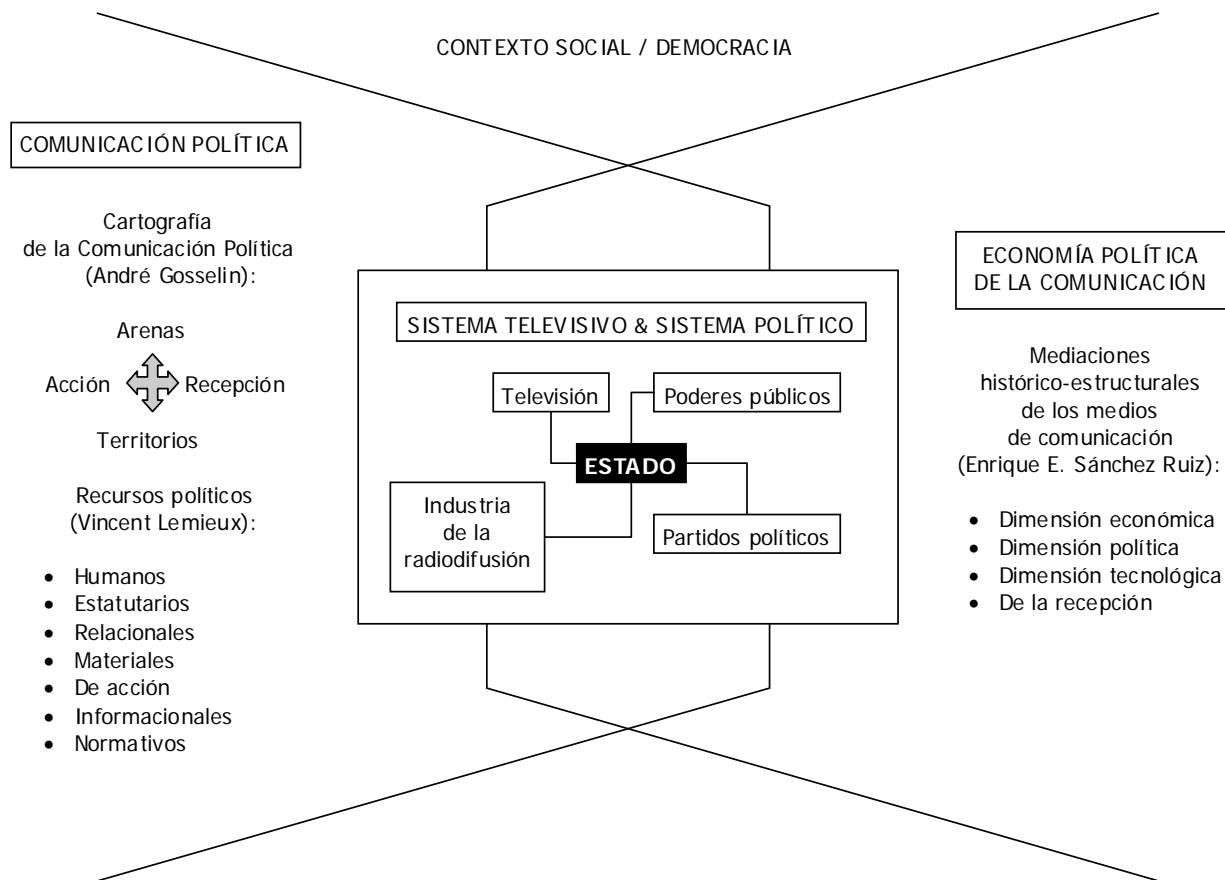 CONTEXTO SOCIAL / DEMOCRACIA
COMUNICACIÓN POLÍTICA
Cartografía
de la Comunicación Política
(André Gosselin):
Arenas
Acción
Recepción
Territorios
Recursos políticos
(Vincent Lemieux):
• Humanos
• Estatutarios
• Relacionales
• Materiales
• De acción
• Informacionales
• Normativos
SISTEMA TELEVISIVO & SISTEMA POLÍTICO
Televisión
Poderes públicos
ESTADO
Industria
de la
radiodifusión
Partidos políticos
ECONOMÍA POLÍTICA
DE LA COMUNICACIÓN
Mediaciones
histórico-estructurales
de los medios
de comunicación
(Enrique E. Sánchez Ruiz):
• Dimensión económica
• Dimensión política
• Dimensión tecnológica
• De la recepción